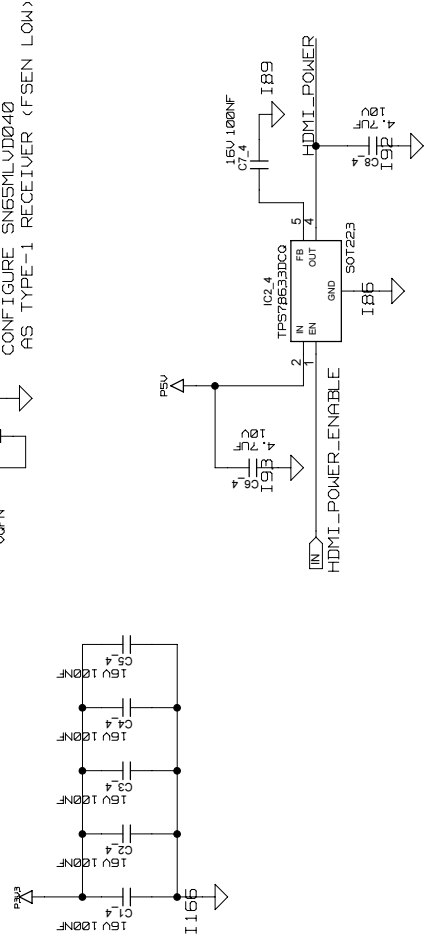 CONFIGURE SN65MLVD040
AS TYPE-1 RECEIVER (FSEN LOW)
VQFN
I89
16V 100NF
C7_4
HDMI_POWER
4.7UF
10V
C8_4
I92
5
4
FB
OUT
IC2_4
TPS78633DCQ
SOT223
IN
EN
GND
I86
2
1
P5V
4.7UF
10V
C6_4
I93
HDMI_POWER_ENABLE
IN
P3V3
16V 100NF
C1_4
16V 100NF
C2_4
16V 100NF
C3_4
16V 100NF
C4_4
16V 100NF
C5_4
I166